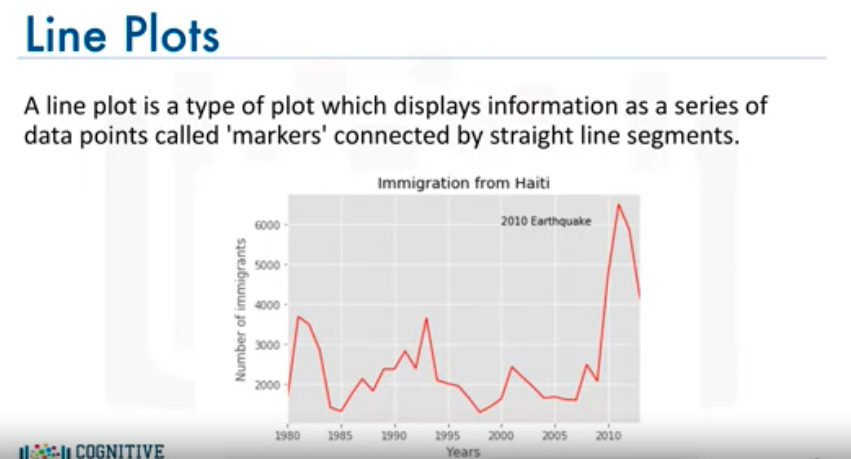 Line Plots
A line plot is a type of plot which displays information as a series of
data points called 'markers' connected by straight line segments.
Immigration from Haiti
2010 Earthquake
Number of immigrants
6000
5000
4000
3000
2000
1980 1985 1990 1995 2000 2005 2010
Years
COGNITIVE